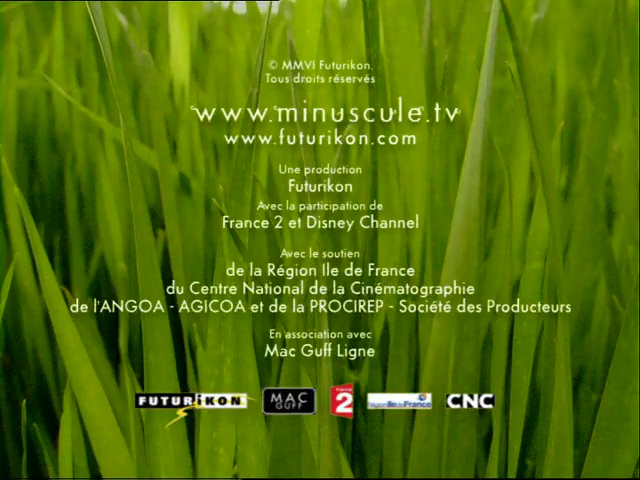 © MMVI Futurikon.
Tous droits réservés
www.minuscule.tv
www.futurikon.com
Une production
Futurikon
Avec la participation de
France 2 et Disney Channel
Avec le soutien
de la Région Ile de France
du Centre National de la Cinématographie
de l'ANGOA - AGICOA et de la PROCIREP - Société des Producteurs
En association avec
Mac Guff Ligne
FUTURIKON MAC GUFF france 2 régionîledeFrance CNC